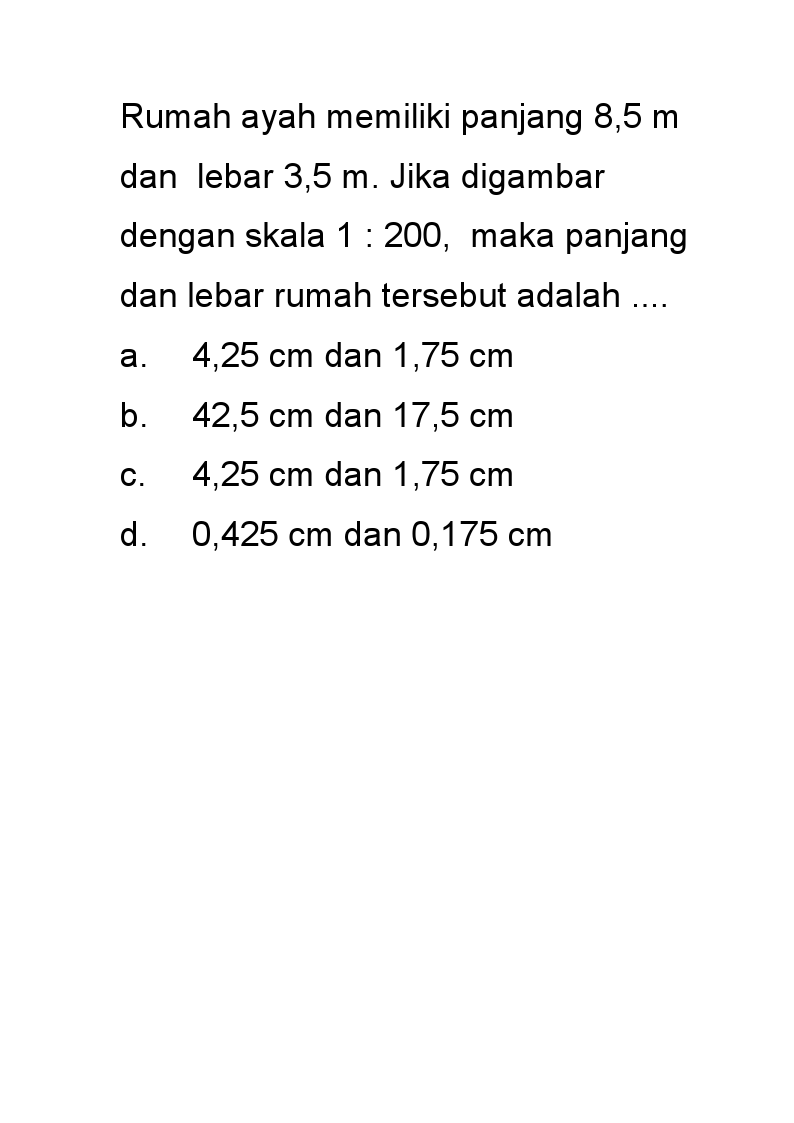 Rumah ayah memiliki panjang 8,5 m
dan  lebar 3,5 m. Jika digambar
dengan skala 1 : 200,  maka panjang
dan lebar rumah tersebut adalah ....
a. 4,25 cm dan 1,75 cm
b. 42,5 cm dan 17,5 cm
c. 4,25 cm dan 1,75 cm
d. 0,425 cm dan 0,175 cm